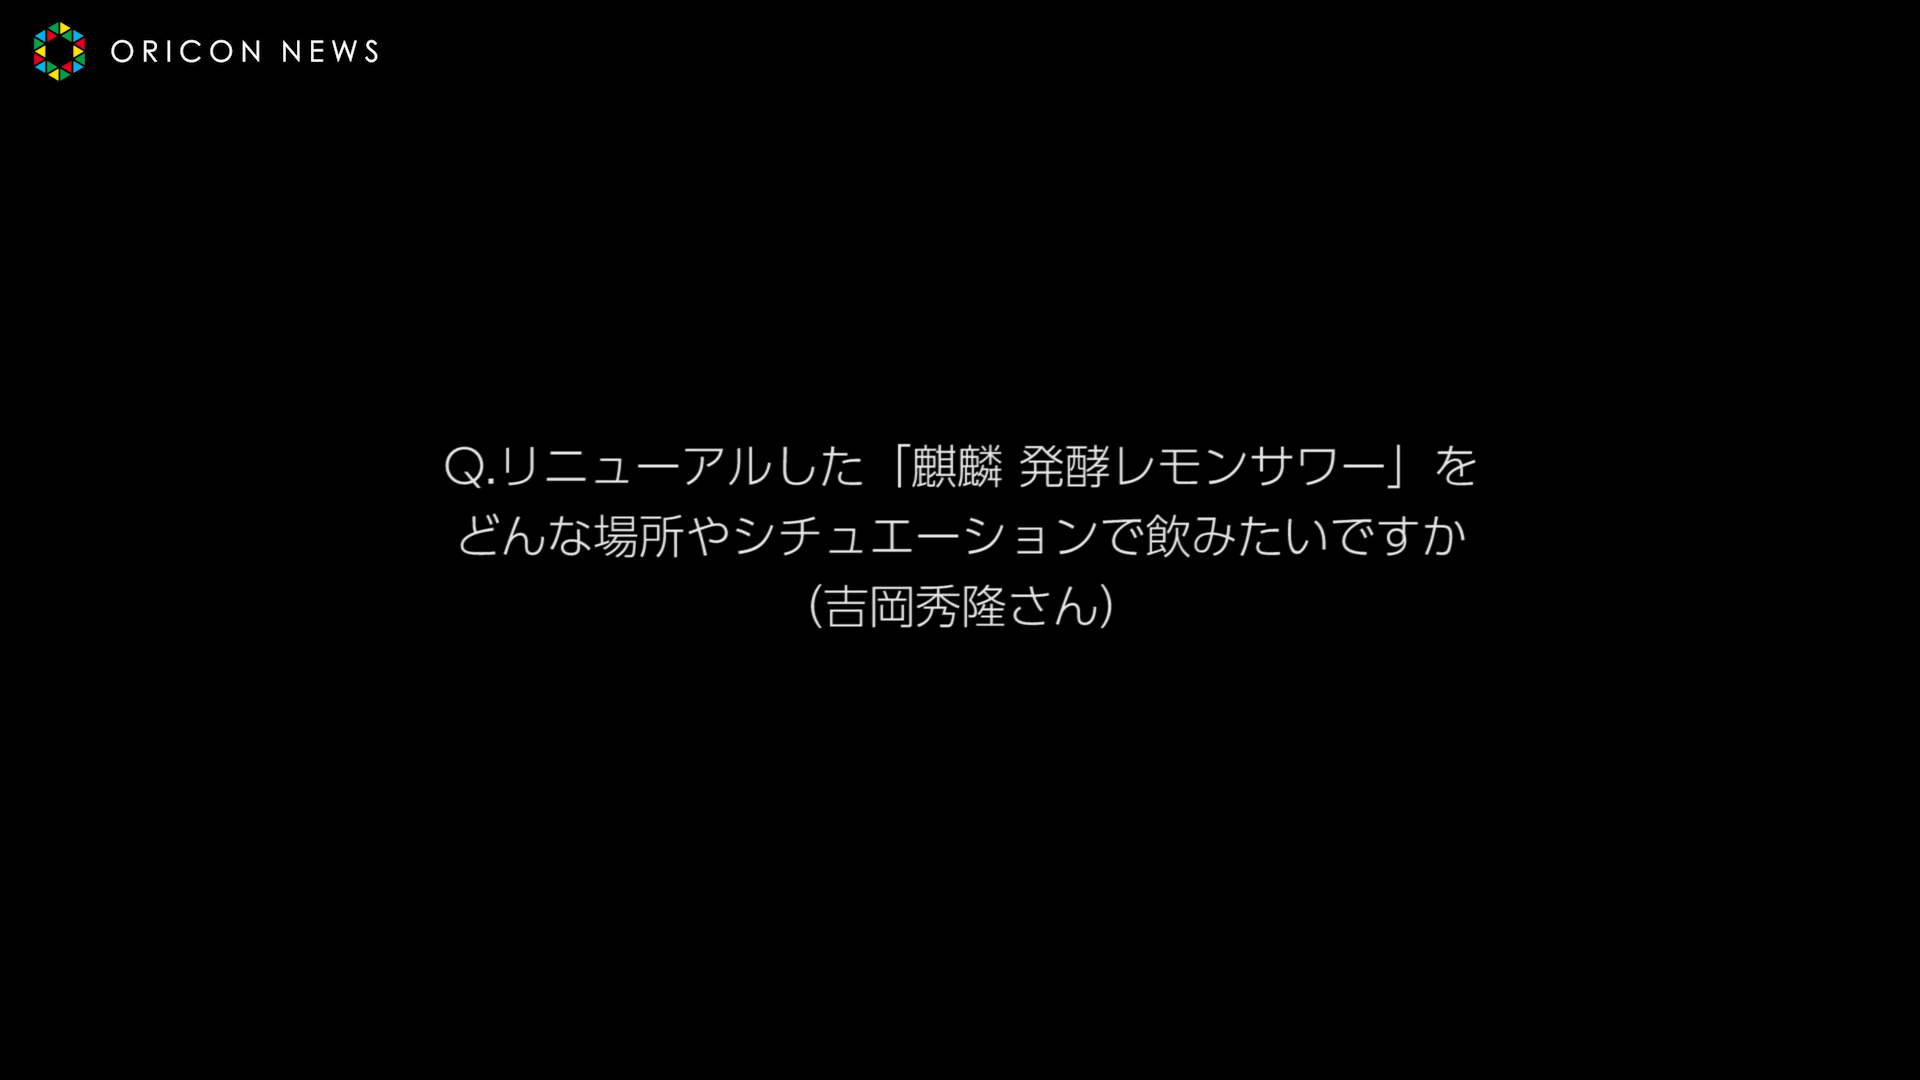 ORICON NEWS
Q.リニューアルした「麒麟 発酵レモンサワー」を
どんな場所やシチュエーションで飲みたいですか
（吉岡秀隆さん）